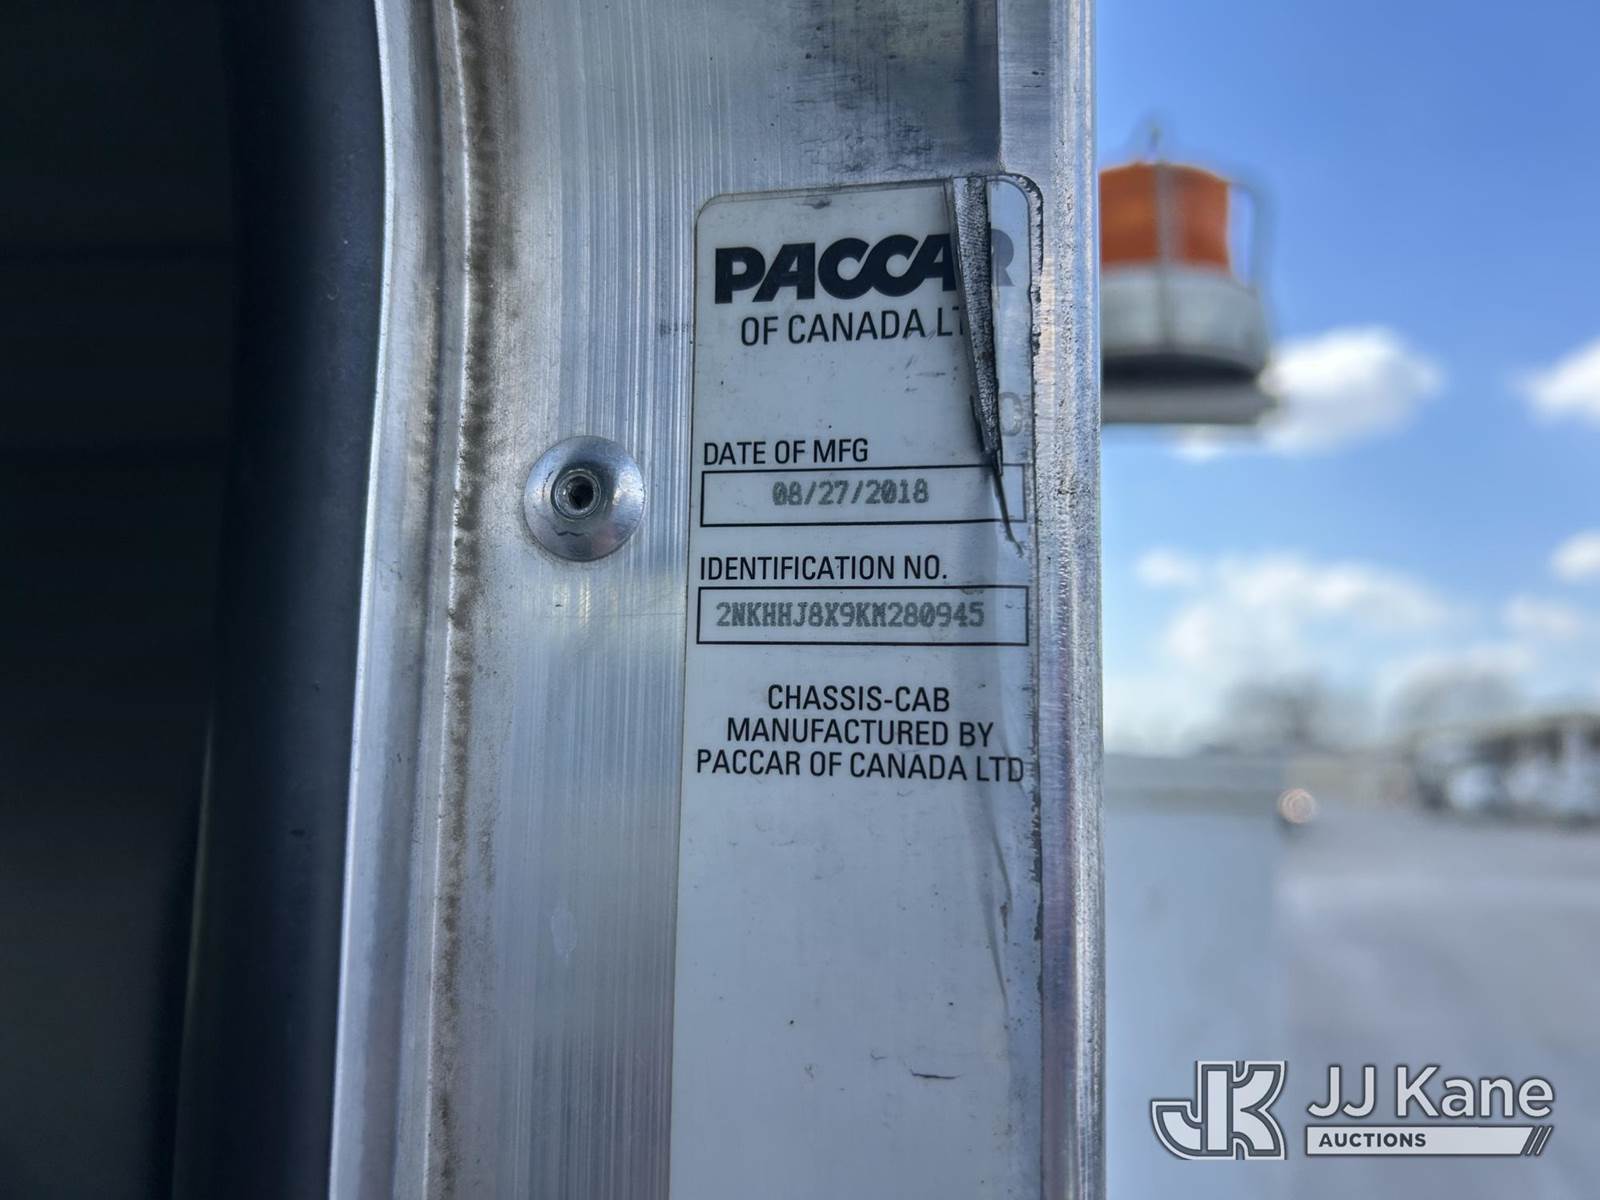 PACCAR
OF CANADA LT
DATE OF MFG
08/27/2018
IDENTIFICATION NO.
2NKHHJ8X9KM280945
CHASSIS-CAB
MANUFACTURED BY
PACCAR OF CANADA LTD
JK
JJ Kane
AUCTIONS